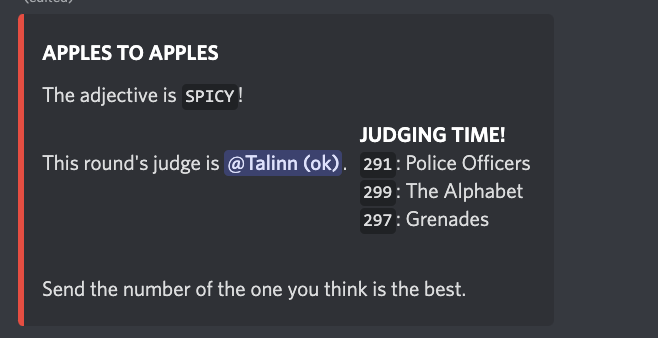 (edited)
APPLES TO APPLES
The adjective is SPICY!
This round's judge is @Talinn (ok).
JUDGING TIME!
291: Police Officers
299: The Alphabet
297: Grenades
Send the number of the one you think is the best.